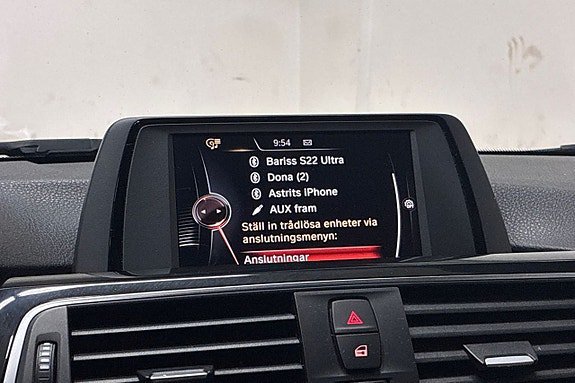 9:54
Bariss S22 Ultra
Dona (2)
Astrits iPhone
AUX fram
Ställ in trådlösa enheter via
anslutningsmenyn:
Anslutningar